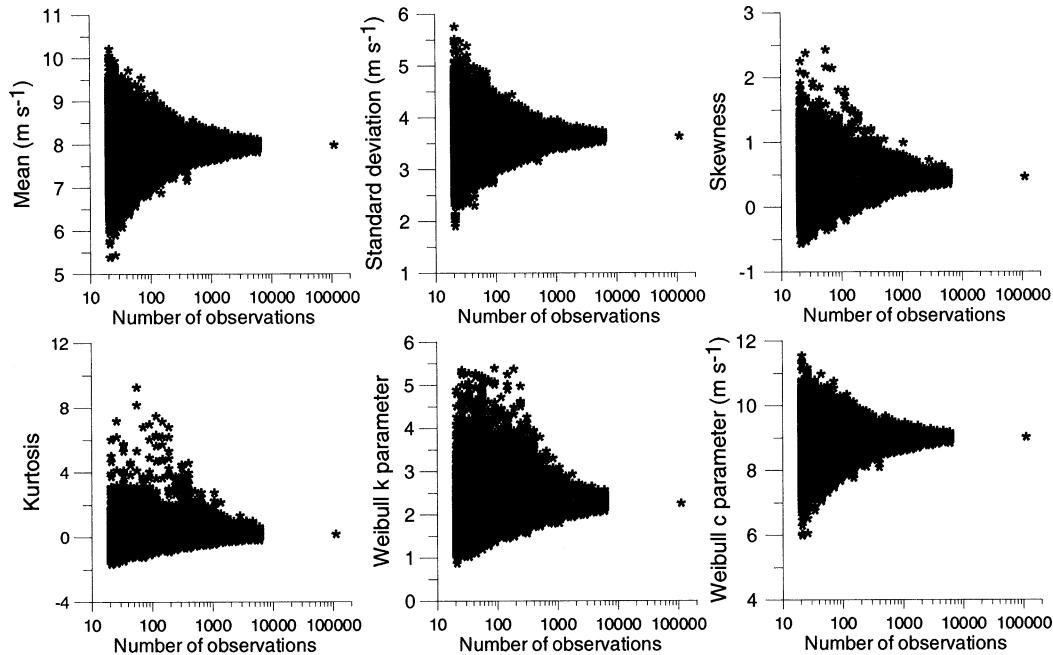 Mean (m s-1)
11
10
9
8
7
6
5
10 100 1000 10000 100000
Number of observations
Standard deviation (m s-1)
6
5
4
3
2
1
10 100 1000 10000 100000
Number of observations
Skewness
3
2
1
0
-1
10 100 1000 10000 100000
Number of observations
Kurtosis
12
8
4
0
-4
10 100 1000 10000 100000
Number of observations
Weibull k parameter
6
5
4
3
2
1
0
10 100 1000 10000 100000
Number of observations
Weibull c parameter (m s-1)
12
10
8
6
4
10 100 1000 10000 100000
Number of observations